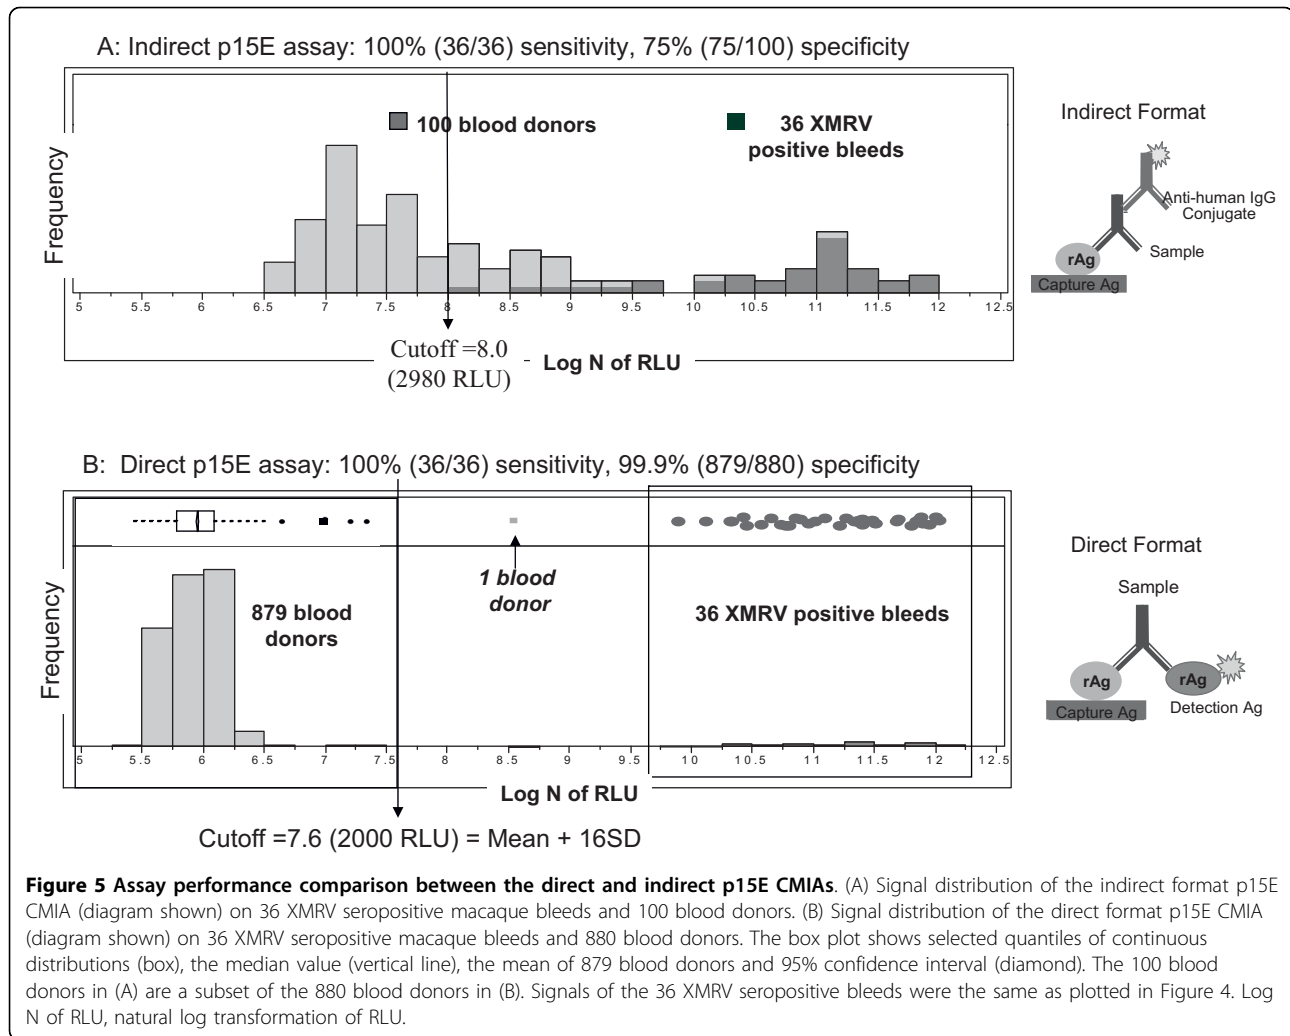 A: Indirect p15E assay: 100% (36/36) sensitivity, 75% (75/100) specificity
Frequency
100 blood donors
36 XMRV
positive bleeds
5 5.5 6 6.5 7 7.5 8 8.5 9 9.5 10 10.5 11 11.5 12 12.5
Cutoff =8.0
(2980 RLU)
Log N of RLU
Indirect Format
Anti-human IgG
Conjugate
Sample
rAg
Capture Ag
B: Direct p15E assay: 100% (36/36) sensitivity, 99.9% (879/880) specificity
Frequency
879 blood
donors
1 blood
donor
36 XMRV positive bleeds
5 5.5 6 6.5 7 7.5 8 8.5 9 9.5 10 10.5 11 11.5 12 12.5
Log N of RLU
Cutoff =7.6 (2000 RLU) = Mean + 16SD
Direct Format
Sample
rAg
rAg
Capture Ag
Detection Ag
Figure 5 Assay performance comparison between the direct and indirect p15E CMIAs. (A) Signal distribution of the indirect format p15E
CMIA (diagram shown) on 36 XMRV seropositive macaque bleeds and 100 blood donors. (B) Signal distribution of the direct format p15E CMIA
(diagram shown) on 36 XMRV seropositive macaque bleeds and 880 blood donors. The box plot shows selected quantiles of continuous
distributions (box), the median value (vertical line), the mean of 879 blood donors and 95% confidence interval (diamond). The 100 blood
donors in (A) are a subset of the 880 blood donors in (B). Signals of the 36 XMRV seropositive bleeds were the same as plotted in Figure 4. Log
N of RLU, natural log transformation of RLU.